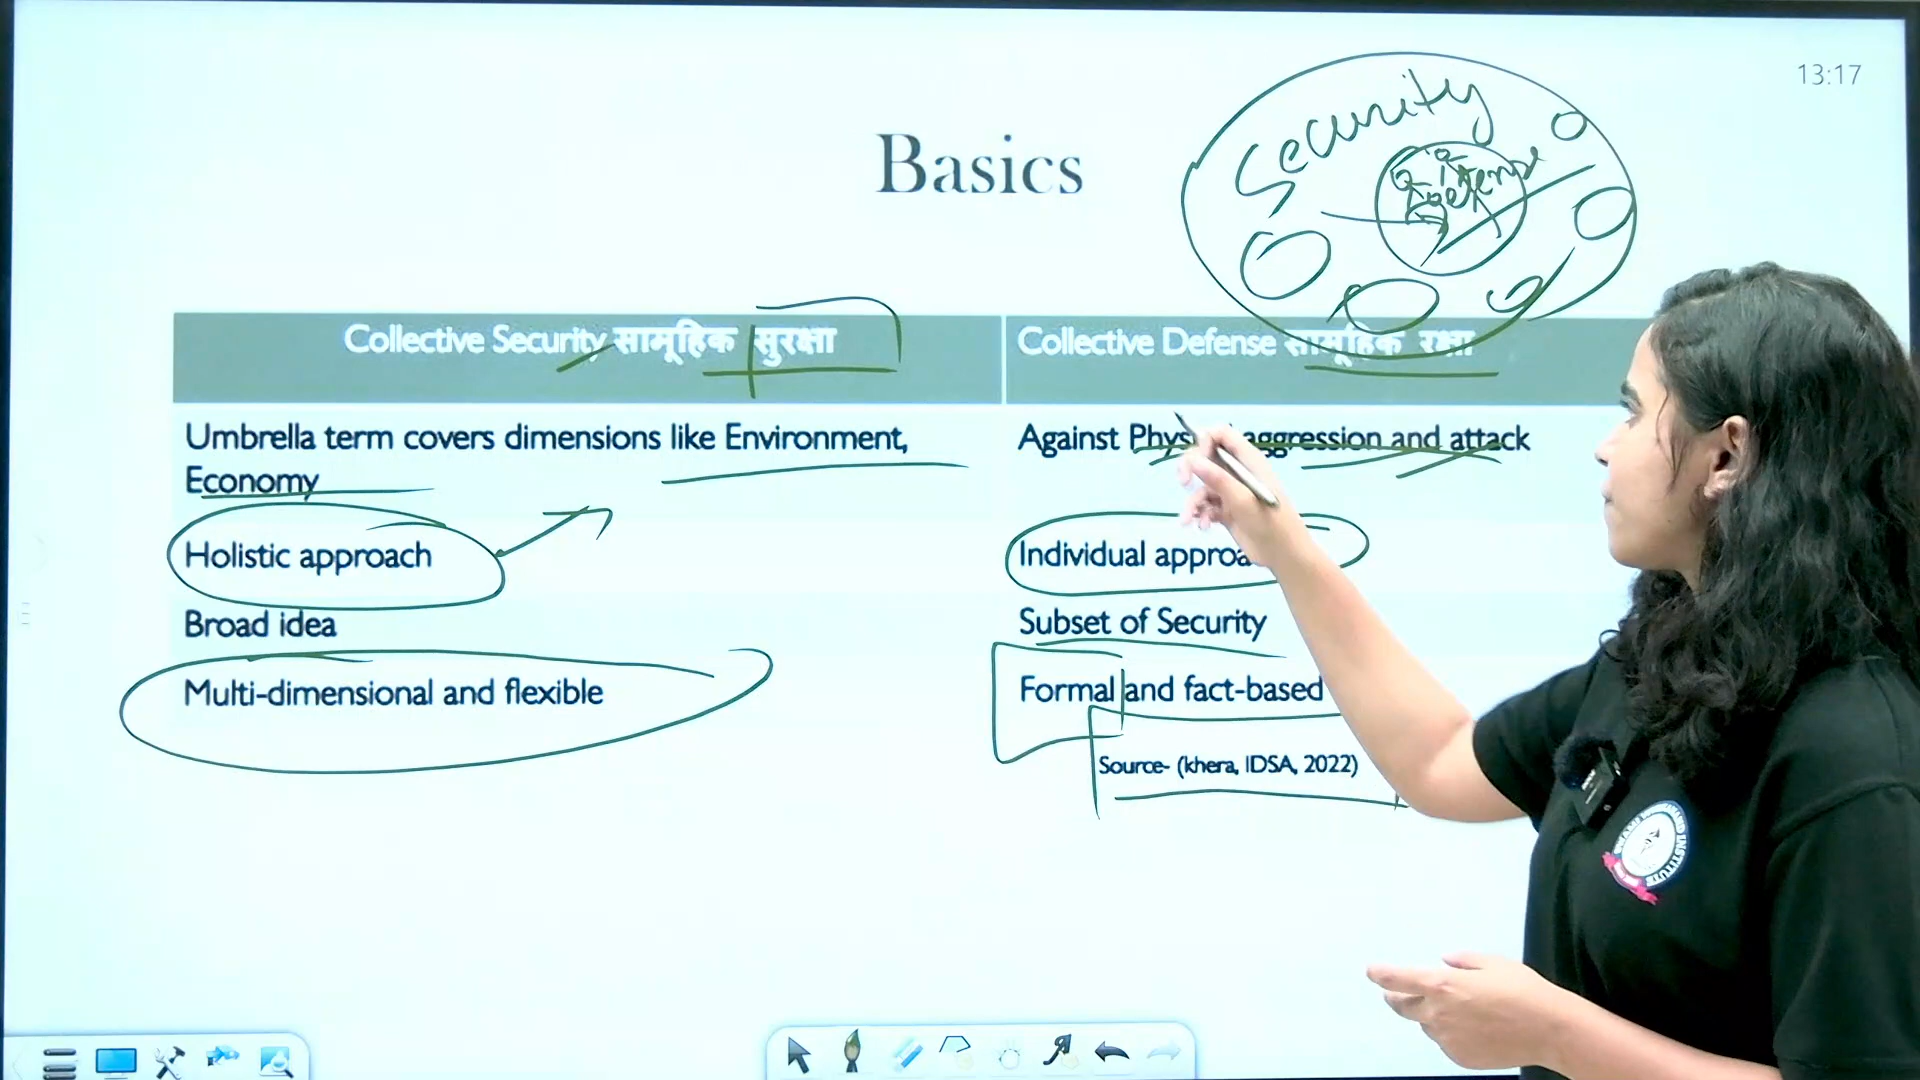 13:17
Security
Defense
Basics
Collective Security सामूहिक सुरक्षा
Collective Defense सामूहिक रक्षा
Umbrella term covers dimensions like Environment,
Economy
Against aggression and attack
Holistic approach
Individual
Broad idea
Subset of Security
Multi-dimensional and flexible
Formal and fact-based
Source- (khera, IDSA, 2022)